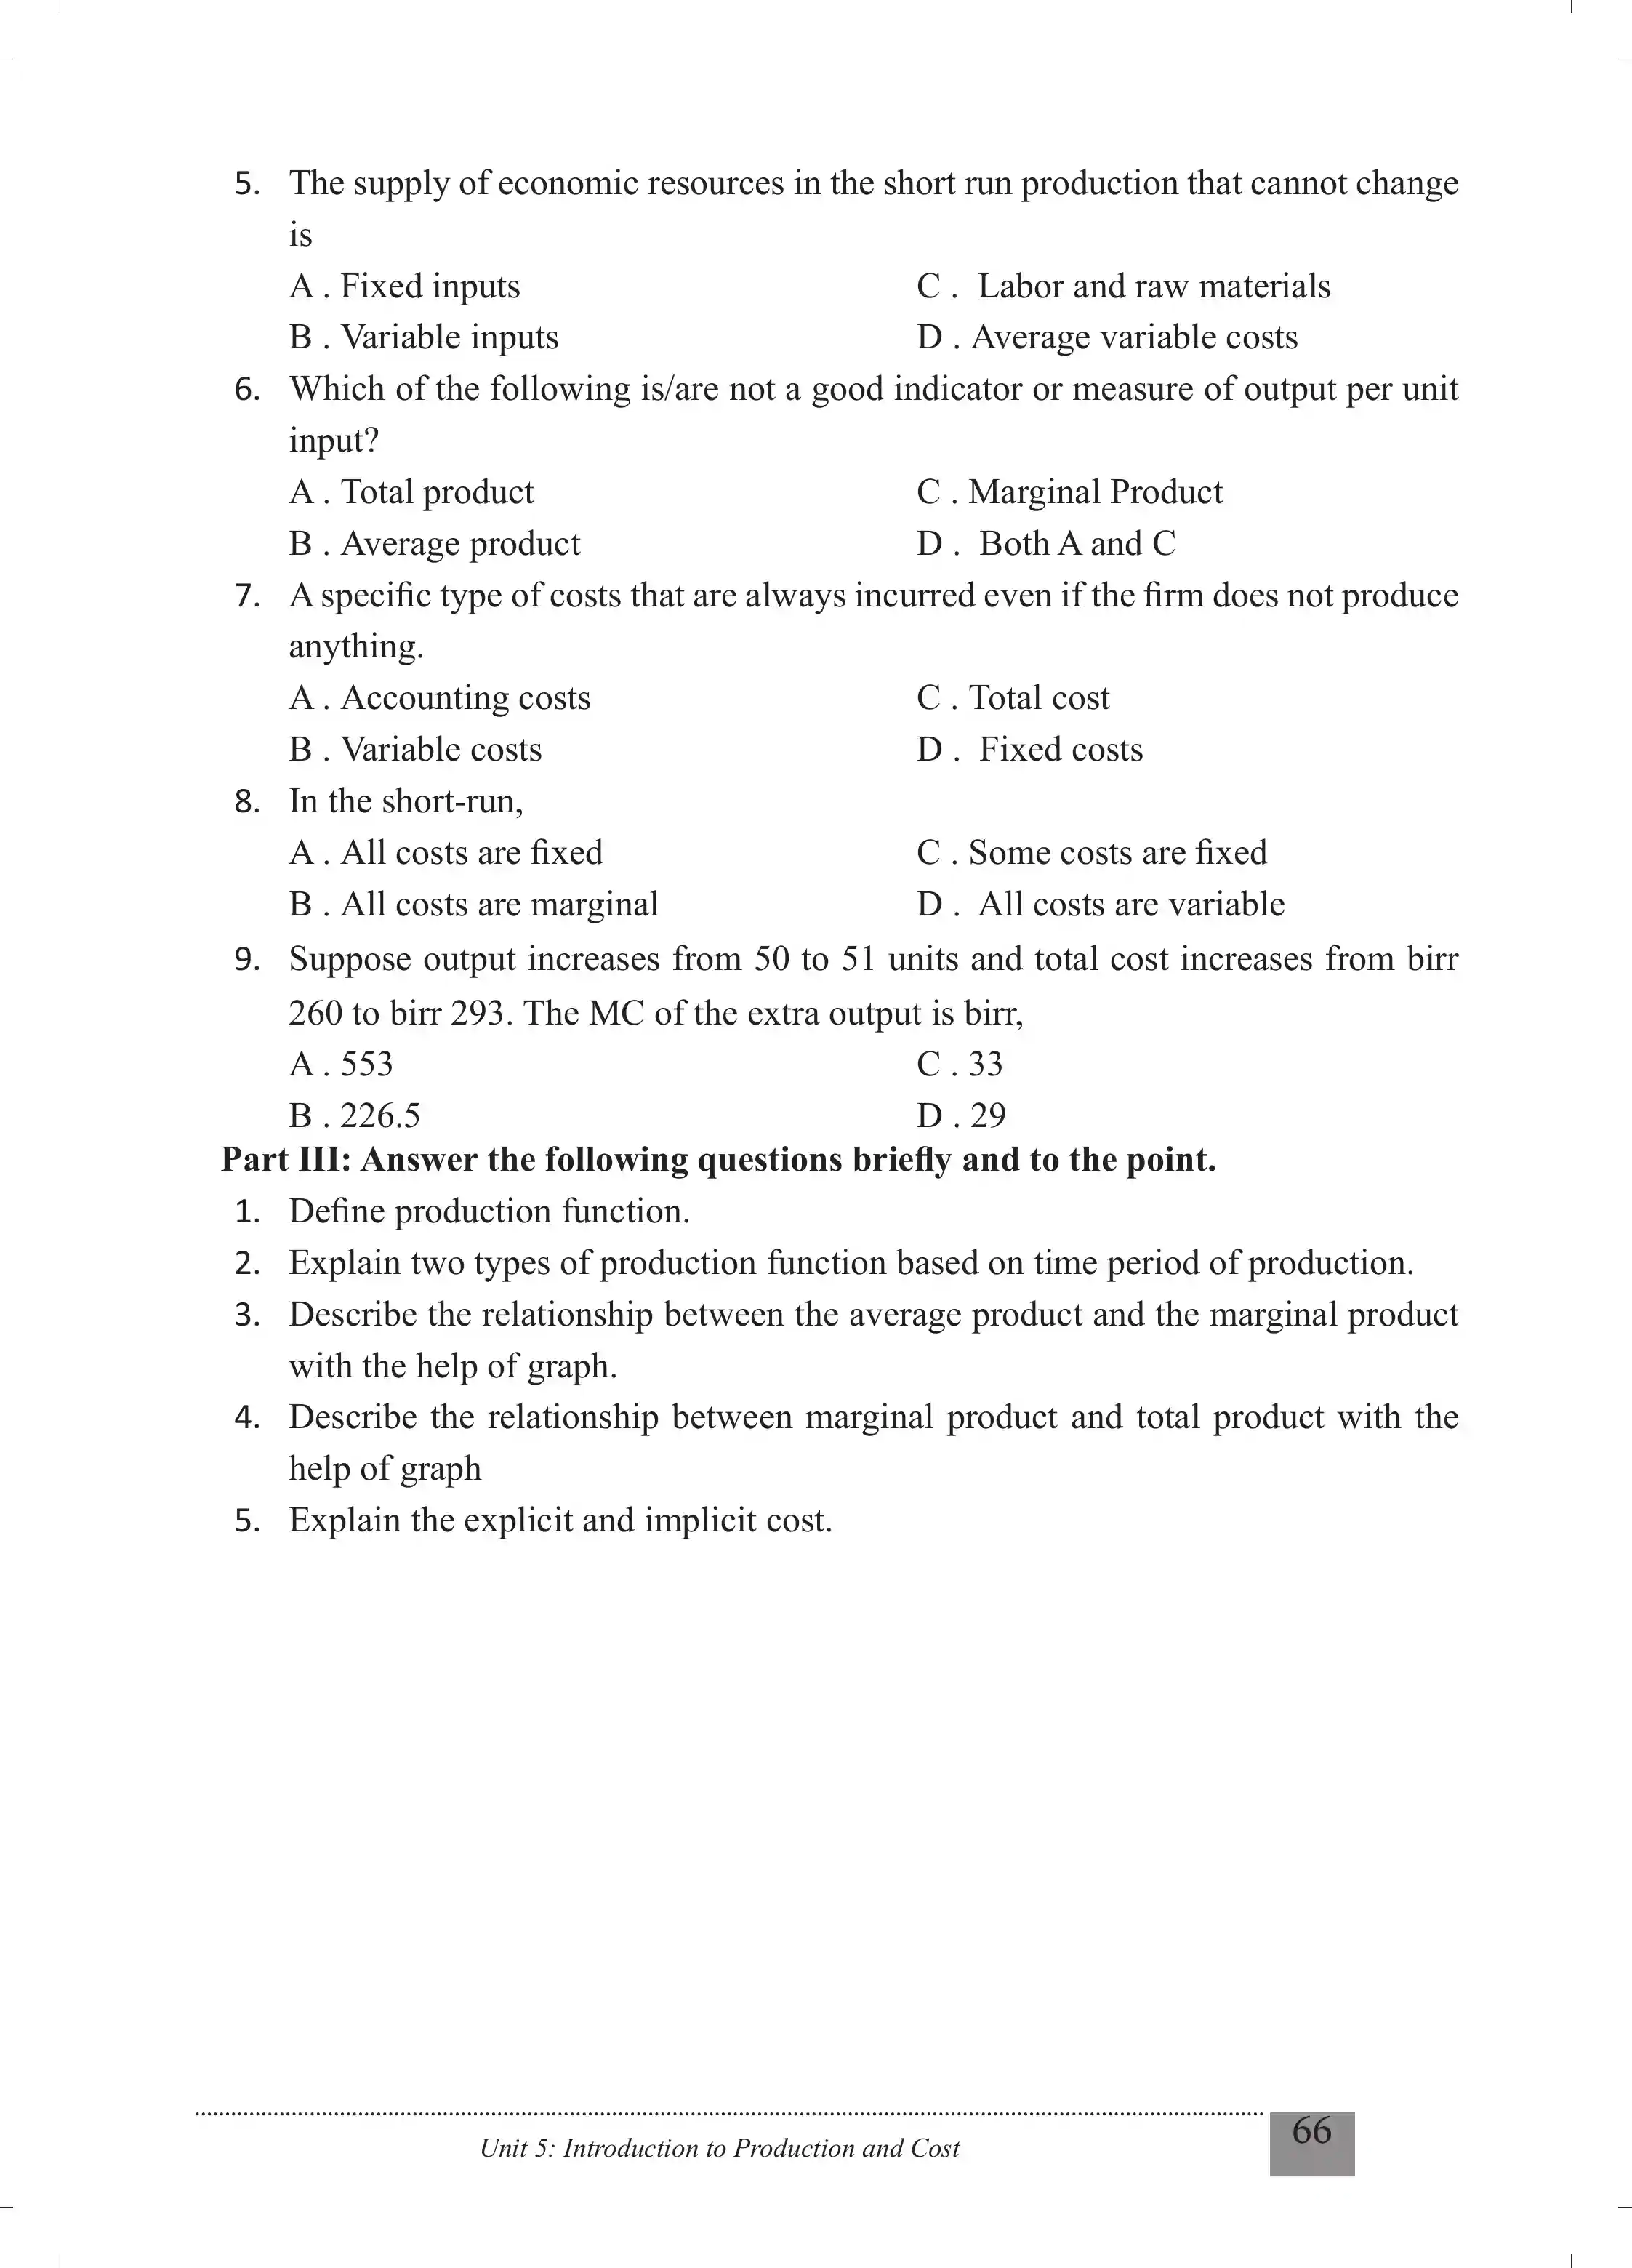 5. The supply of economic resources in the short run production that cannot change
is
A . Fixed inputs C . Labor and raw materials
B . Variable inputs D . Average variable costs
6. Which of the following is/are not a good indicator or measure of output per unit
input?
A . Total product C . Marginal Product
B . Average product D . Both A and C
7. A specific type of costs that are always incurred even if the firm does not produce
anything.
A . Accounting costs C . Total cost
B . Variable costs D . Fixed costs
8. In the short-run,
A . All costs are fixed C . Some costs are fixed
B . All costs are marginal D . All costs are variable
9. Suppose output increases from 50 to 51 units and total cost increases from birr
260 to birr 293. The MC of the extra output is birr,
A . 553 C . 33
B . 226.5 D . 29
Part III: Answer the following questions briefly and to the point.
1. Define production function.
2. Explain two types of production function based on time period of production.
3. Describe the relationship between the average product and the marginal product
with the help of graph.
4. Describe the relationship between marginal product and total product with the
help of graph
5. Explain the explicit and implicit cost.
Unit 5: Introduction to Production and Cost 66